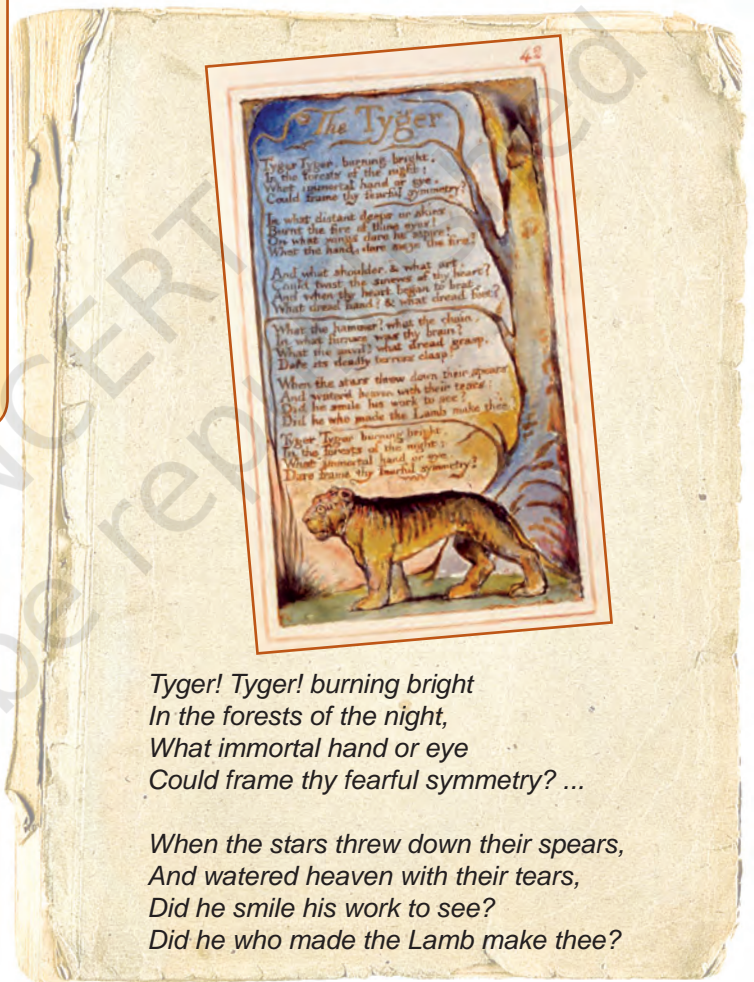 42
The Tyger
Tyger Tyger, burning bright,
In the forests of the night;
What immortal hand or eye,
Could frame thy fearful symmetry?
In what distant deeps or skies
Burnt the fire of thine eyes?
On what wings dare he aspire?
What the hand, dare seize the fire?
And what shoulder, & what art,
Could twist the sinews of thy heart?
And when thy heart began to beat,
What dread hand? & what dread feet?
What the hammer? what the chain,
In what furnace was thy brain?
What the anvil? what dread grasp,
Dare its deadly terrors clasp!
When the stars threw down their spears
And water'd heaven with their tears:
Did he smile his work to see?
Did he who made the Lamb make thee
Tyger Tyger burning bright,
In the forests of the night:
What immortal hand or eye,
Dare frame thy fearful symmetry?
Tyger! Tyger! burning bright
In the forests of the night,
What immortal hand or eye
Could frame thy fearful symmetry? ...
When the stars threw down their spears,
And watered heaven with their tears,
Did he smile his work to see?
Did he who made the Lamb make thee?
NCERT
be